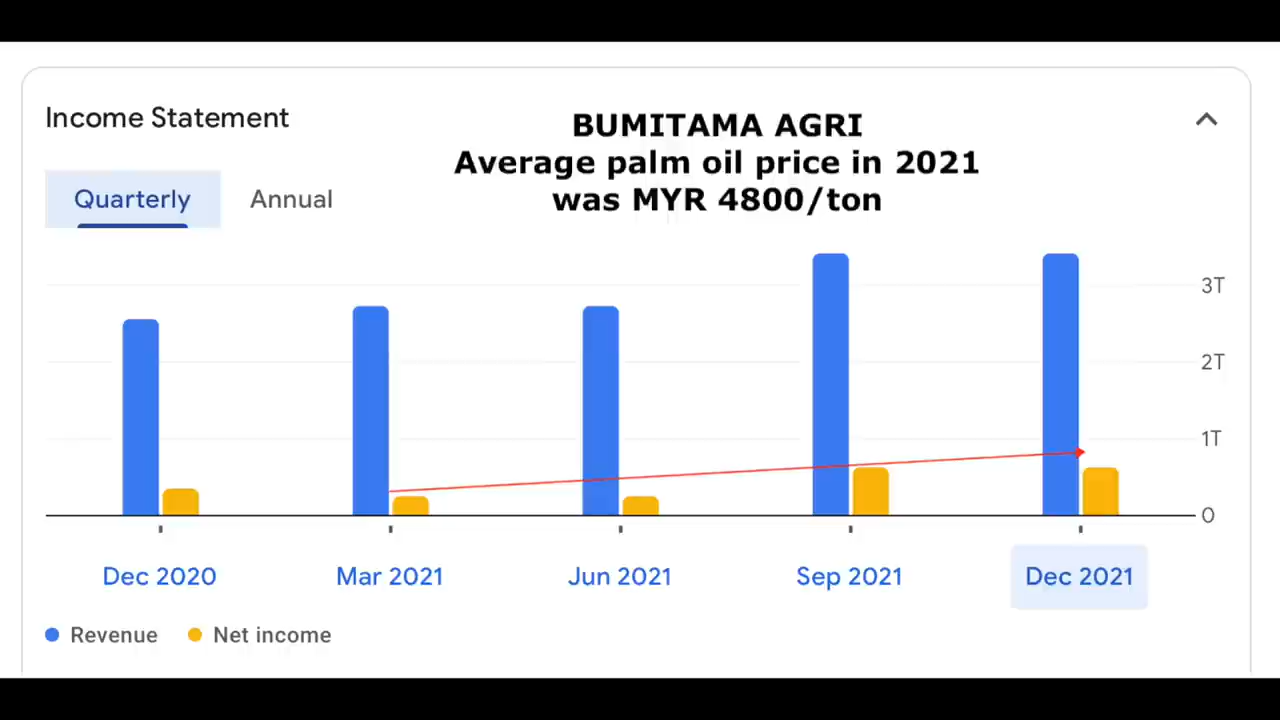 Income Statement
BUMITAMA AGRI
Average palm oil price in 2021
was MYR 4800/ton
Quarterly
Annual
3T
2T
1T
0
Dec 2020
Mar 2021
Jun 2021
Sep 2021
Dec 2021
Revenue
Net income